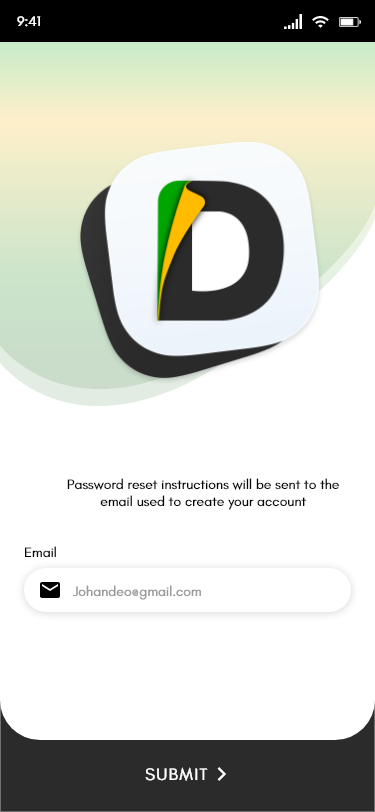 9:41
D
Password reset instructions will be sent to the
email used to create your account
Email
Johandeo@gmail.com
SUBMIT